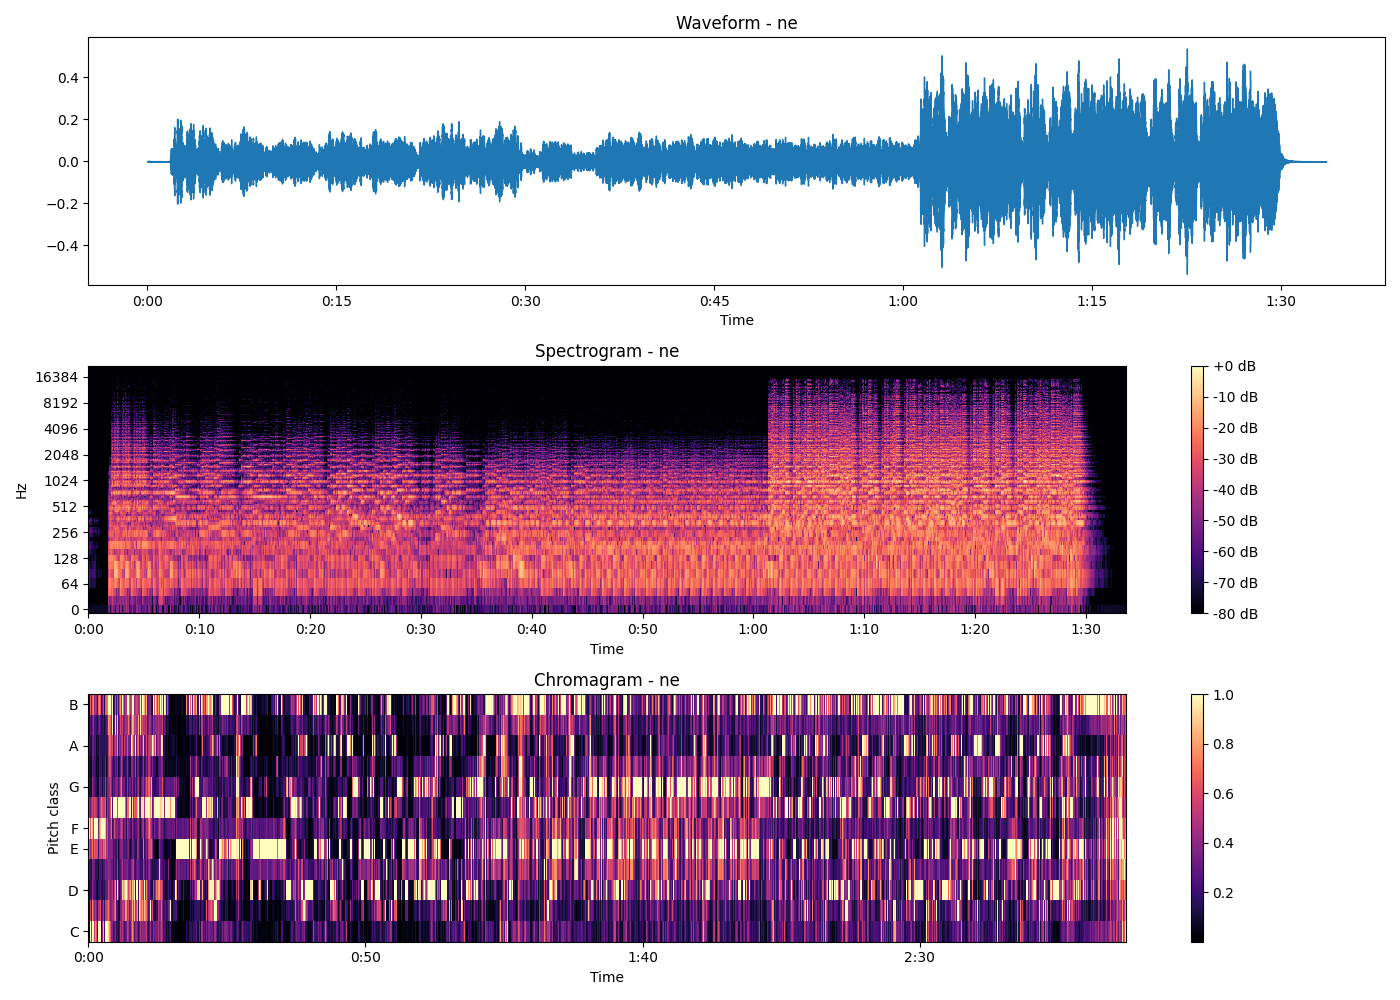 Waveform - ne
0.4
0.2
0.0
−0.2
−0.4
0:00 0:15 0:30 0:45 1:00 1:15 1:30
Time
Spectrogram - ne
Hz
16384
8192
4096
2048
1024
512
256
128
64
0
0:00 0:10 0:20 0:30 0:40 0:50 1:00 1:10 1:20 1:30
Time
+0 dB
-10 dB
-20 dB
-30 dB
-40 dB
-50 dB
-60 dB
-70 dB
-80 dB
Chromagram - ne
Pitch class
B
A
G
F
E
D
C
0:00 0:50 1:40 2:30
Time
1.0
0.8
0.6
0.4
0.2